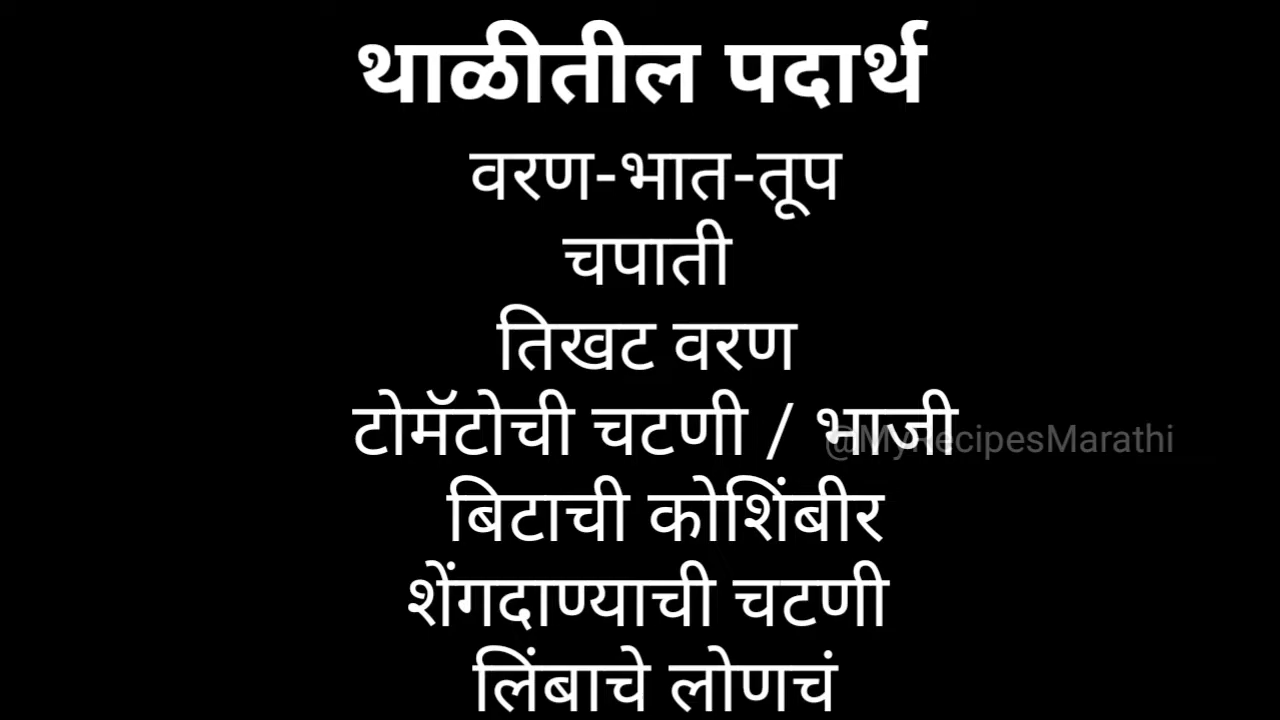 थाळीतील पदार्थ
वरण-भात-तूप
चपाती
तिखट वरण
टोमॅटोची चटणी / भाजी
@MyRecipesMarathi
बिटाची कोशिंबीर
शेंगदाण्याची चटणी
लिंबाचे लोणचं